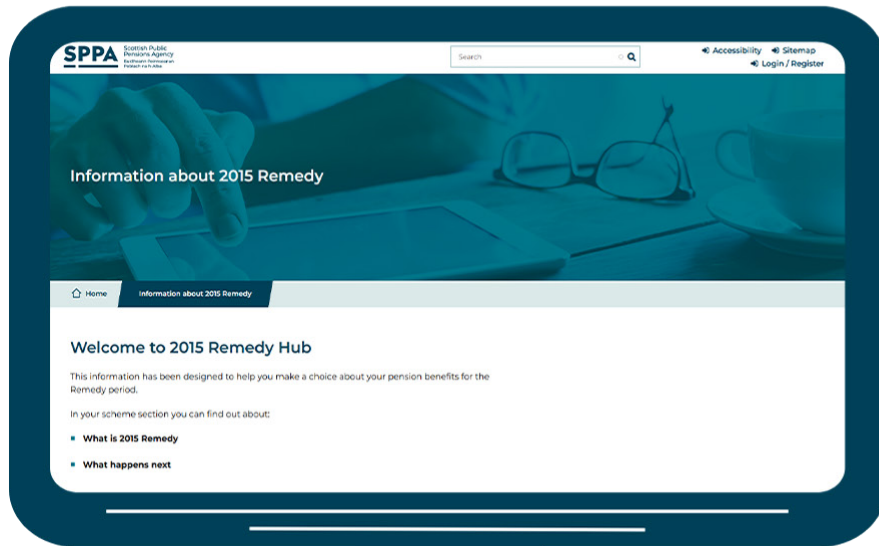 SPPA
Scottish Public
Pensions Agency
Search
Accessibility
Sitemap
Login / Register
Information about 2015 Remedy
Home
Information about 2015 Remedy
Welcome to 2015 Remedy Hub
This information has been designed to help you make a choice about your pension benefits for the
Remedy period.
In your scheme section you can find out about:
What is 2015 Remedy
What happens next